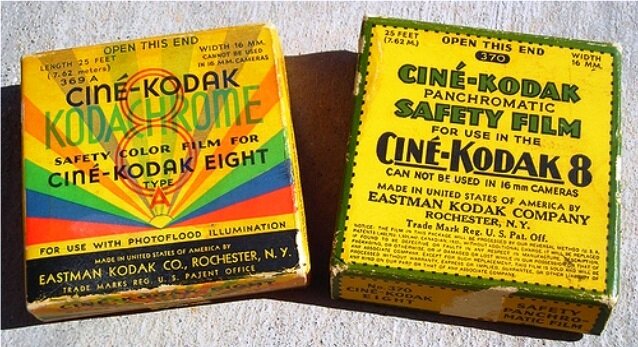 OPEN THIS END
LENGTH 25 FEET
(7.62 meters)
369A
WIDTH 16 MM.
CANNOT BE USED
IN 16 M.M. CAMERAS
CINÉ-KODAK
KODACHROME
8
SAFETY COLOR FILM FOR
CINÉ-KODAK EIGHT
TYPE
A
FOR USE WITH PHOTOFLOOD ILLUMINATION
MADE IN UNITED STATES OF AMERICA BY
EASTMAN KODAK CO., ROCHESTER, N.Y.
TRADE MARKS REG. U. S. PATENT OFFICE
25 FEET
(7.62 M.)
OPEN THIS END
370
WIDTH
16 MM.
CINÉ-KODAK
PANCHROMATIC
SAFETY FILM
FOR USE IN THE
CINÉ-KODAK 8
CAN NOT BE USED IN 16 mm CAMERAS
MADE IN UNITED STATES OF AMERICA BY
EASTMAN KODAK COMPANY
ROCHESTER, N. Y.
Trade Mark Reg. U. S. Pat. Off.
No. 370
CINÉ-KODAK
EIGHT
SAFETY
PANCHRO-
MATIC FILM